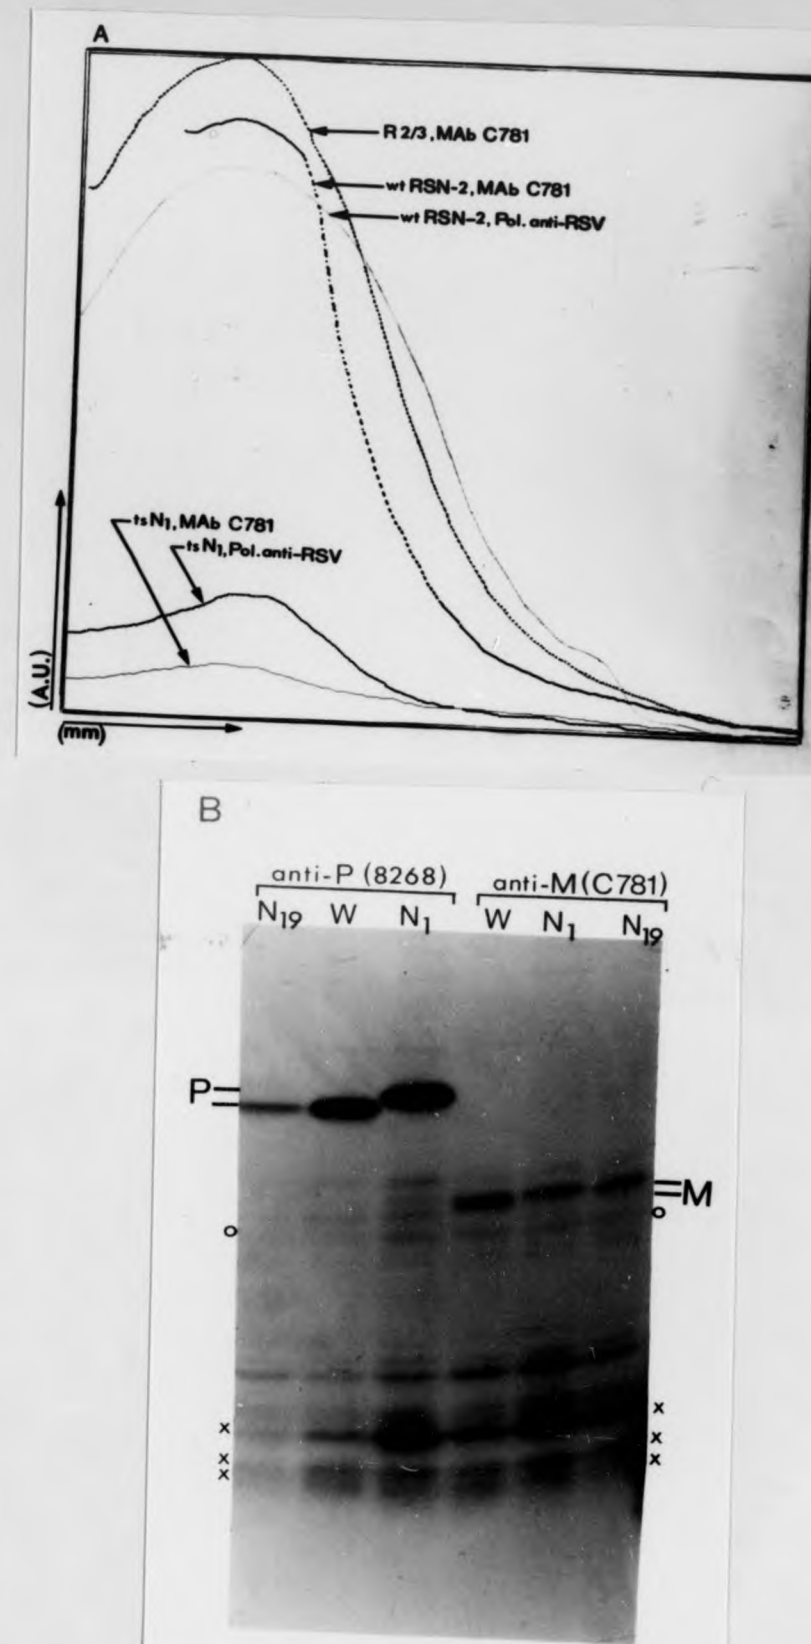 A
R 2/3, MAb C781
wt RSN-2, MAb C781
wt RSN-2, Pol. anti-RSV
ts N1, MAb C781
ts N1, Pol. anti-RSV
(A.U.)
(mm)
B
anti-P (8268) anti-M (C781)
N19 W N1 W N1 N19
P
M
o
o
x
x
x
x
x
x